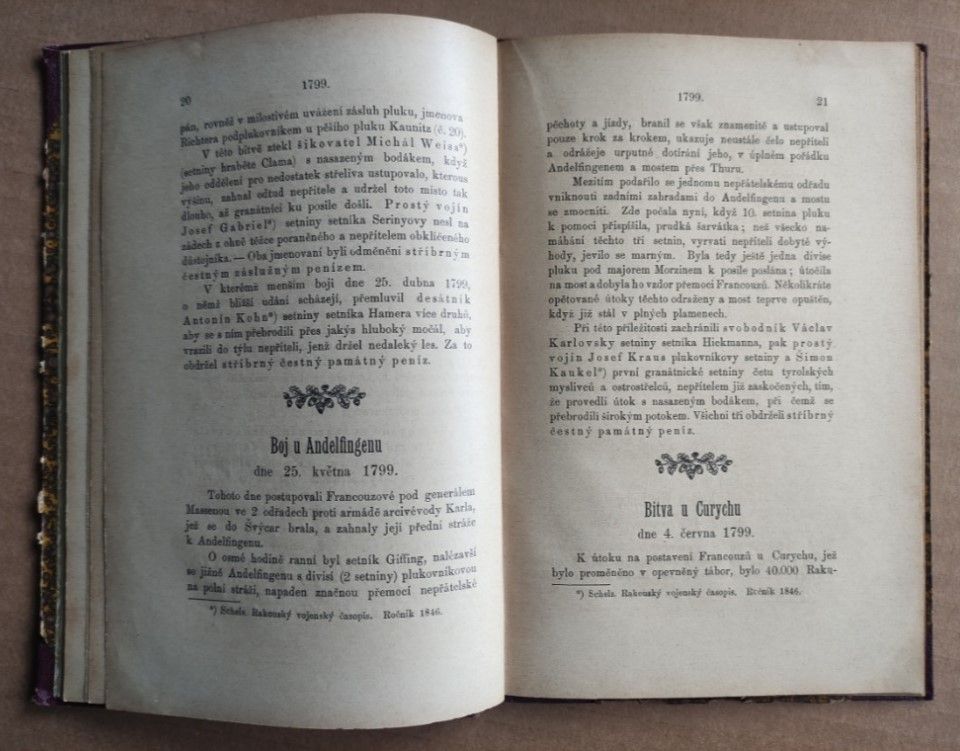 1799.
20
pán, rovněž v milostivém uvážení zásluh pluku, jmenova
Richtera podplukovníkem u pěšího pluku Kaunitz (č. 20).
V této bitvě ztekl šikovatel Michál Weisa*)
(setniny hraběte Clama) s nasazeným bodákem, když
jeho oddělení pro nedostatek střeliva ustupovalo, kterous
výšinu, zahnal odtud nepřítele a udržel toto místo tak
dlouho, až granátníci ku posile došli. Prostý vojín
Josef Gabriel*) setniny setníka Serinyovy nesl na
zádech z ohně těžce poraněného a nepřítelem obklíčeného
důstojníka. — Oba jmenovaní byli odměněni stříbrným
čestným záslužným penízem.
V kterémž menším boji dne 25. dubna 1799,
o němž bližší udání scházejí, přemluvil desátník
Antonín Kohn*) setniny setníka Hamera více druhů,
aby se s ním přebrodili přes jakýs hluboký močál, aby
vrazili do týlu nepříteli, jenž držel nedaleký les. Za to
obdržel stříbrný čestný památný peníz.
Boj u Andelfingenu
dne 25. května 1799.
Tohoto dne postupovali Francouzové pod generálem
Massenou ve 2 odřadech proti armádě arcivévody Karla,
jež se do Švýcar brala, a zahnaly její přední stráže
k Andelfingenu.
O osmé hodině ranní byl setník Giffing, nalézavší
se jižně Andelfingenu s divisí (2 setniny) plukovníkovou
na polní stráži, napaden značnou přemocí nepřátelské
*) Schels. Rakouský vojenský časopis. Ročník 1846.
1799.
21
pěchoty a jízdy, bránil se však znamenitě a ustupoval
pouze krok za krokem, ukazuje neustále čelo nepříteli
a odrážeje urputné dotírání jeho, v úplném pořádku
Andelfingenem a mostem přes Thuru.
Mezitím podařilo se jednomu nepřátelskému odřadu
vniknouti zadními zahradami do Andelfingenu a mostu
se zmocniti. Zde počala nyní, když 10. setnina pluku
k pomoci přispíšila, prudká šarvátka; než všecko na-
máhání těchto tří setnin, vyrvati nepříteli dobyté vý-
hody, jevilo se marným. Byla tedy ještě jedna divise
pluku pod majorem Morzinem k posile poslána; útočila
na most a dobyla ho vzdor přemoci Francouzů. Několikráte
opětované útoky těchto odraženy a most teprve opuštěn,
když již stál v plných plamenech.
Při této příležitosti zachránili svobodník Václav
Karlovsky setniny setníka Hickmanna, pak prostý
vojín Josef Kraus plukovníkovy setniny a Šimon
Kaukel*) první granátnické setniny četu tyrolských
myslivců a ostrostřelců, nepřítelem již zaskočených, tím,
že provedli útok s nasazeným bodákem, při čemž se
přebrodili širokým potokem. Všichni tři obdrželi stříbrný
čestný památný peníz.
Bitva u Curychu
dne 4. června 1799.
K útoku na postavení Francouzů u Curychu, jež
bylo proměněno v opevněný tábor, bylo 40.000 Raku-
*) Schels. Rakouský vojenský časopis. Ročník 1846.